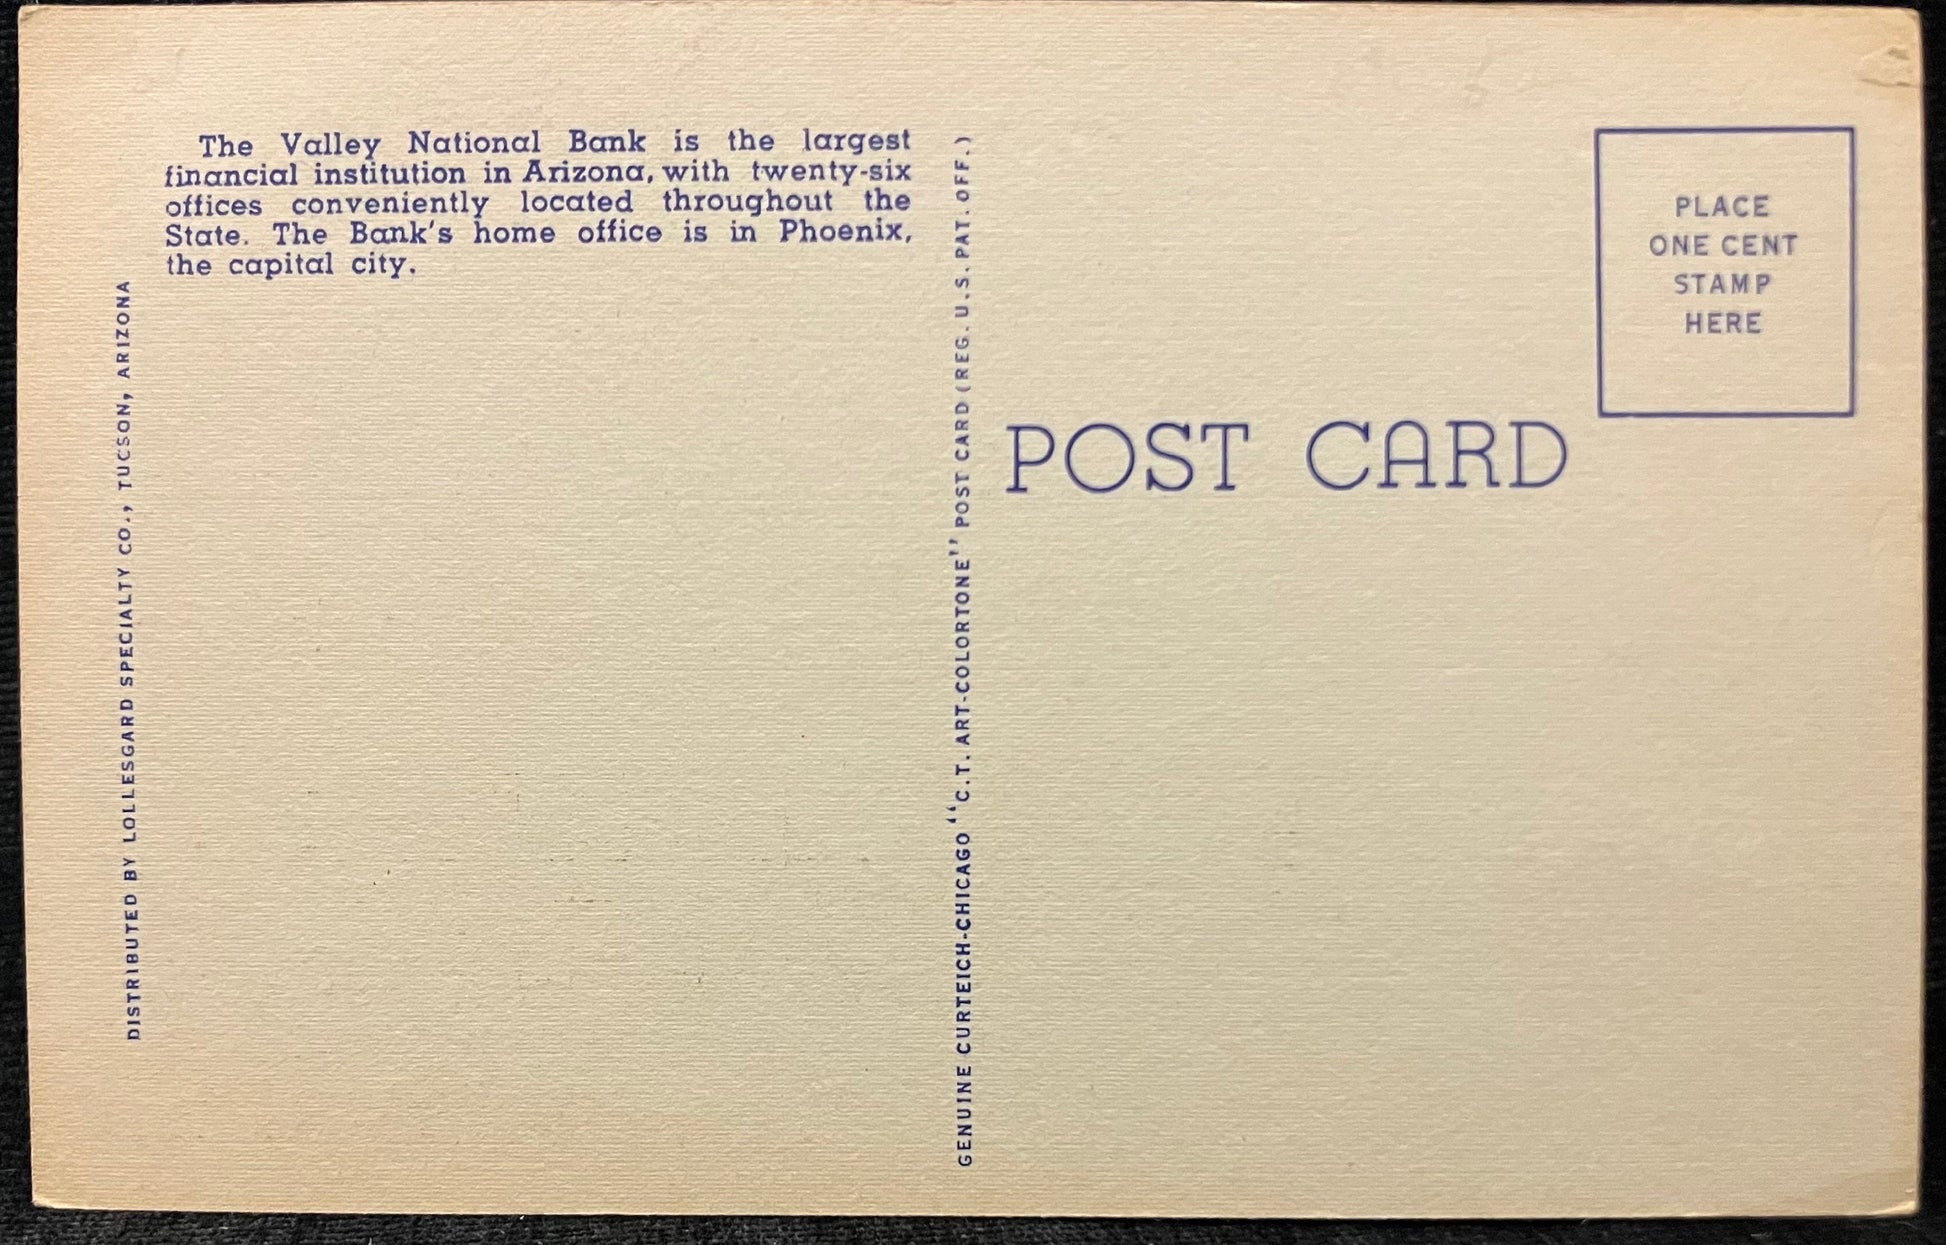 The Valley National Bank is the largest
financial institution in Arizona, with twenty-six
offices conveniently located throughout the
State. The Bank's home office is in Phoenix,
the capital city.
DISTRIBUTED BY LOLLESGARD SPECIALTY CO., TUCSON, ARIZONA
GENUINE CURTEICH-CHICAGO "C.T. ART-COLORTONE" POST CARD (REG. U.S. PAT. OFF.)
POST CARD
PLACE
ONE CENT
STAMP
HERE